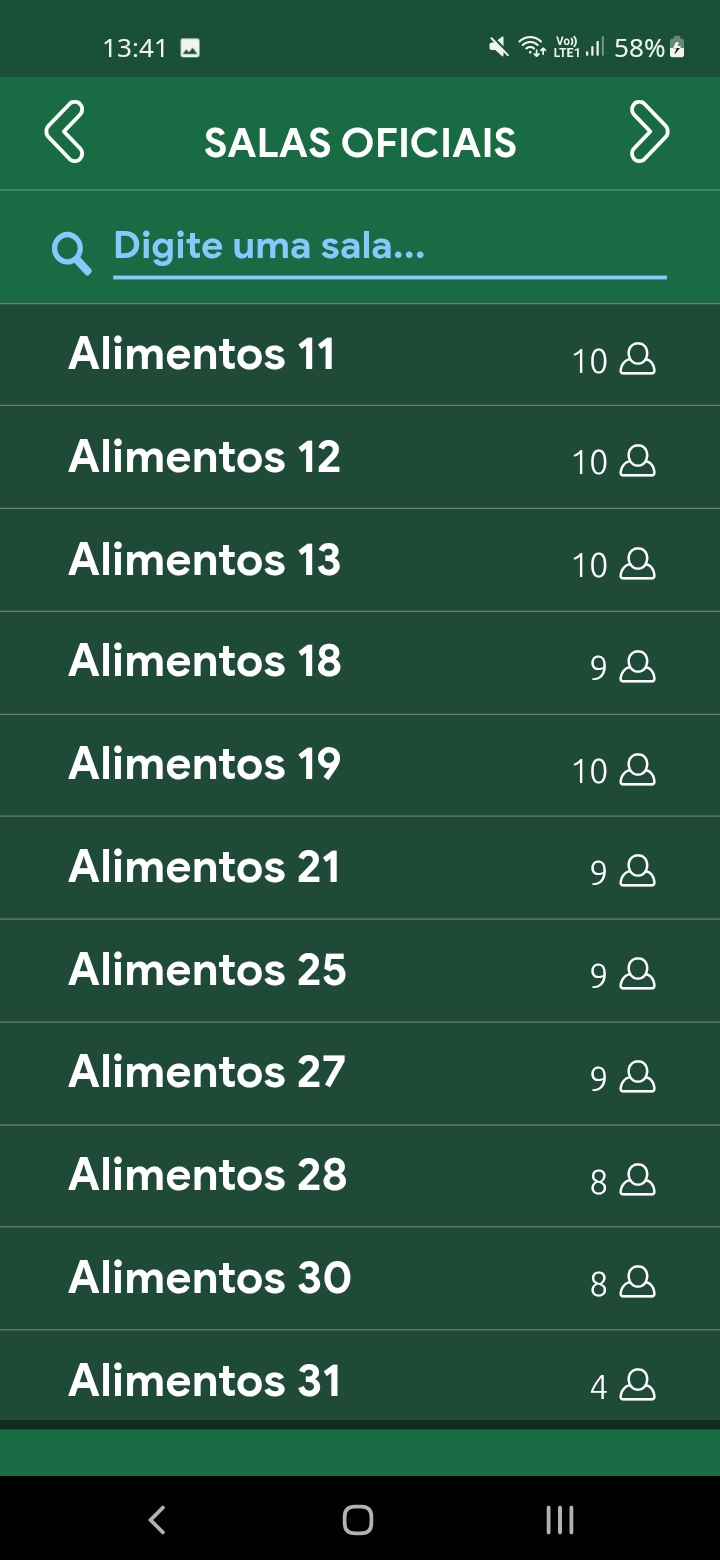 13:41
Vo))
LTE1
58%
SALAS OFICIAIS
Digite uma sala...
Alimentos 11
10
Alimentos 12
10
Alimentos 13
10
Alimentos 18
9
Alimentos 19
10
Alimentos 21
9
Alimentos 25
9
Alimentos 27
9
Alimentos 28
8
Alimentos 30
8
Alimentos 31
4